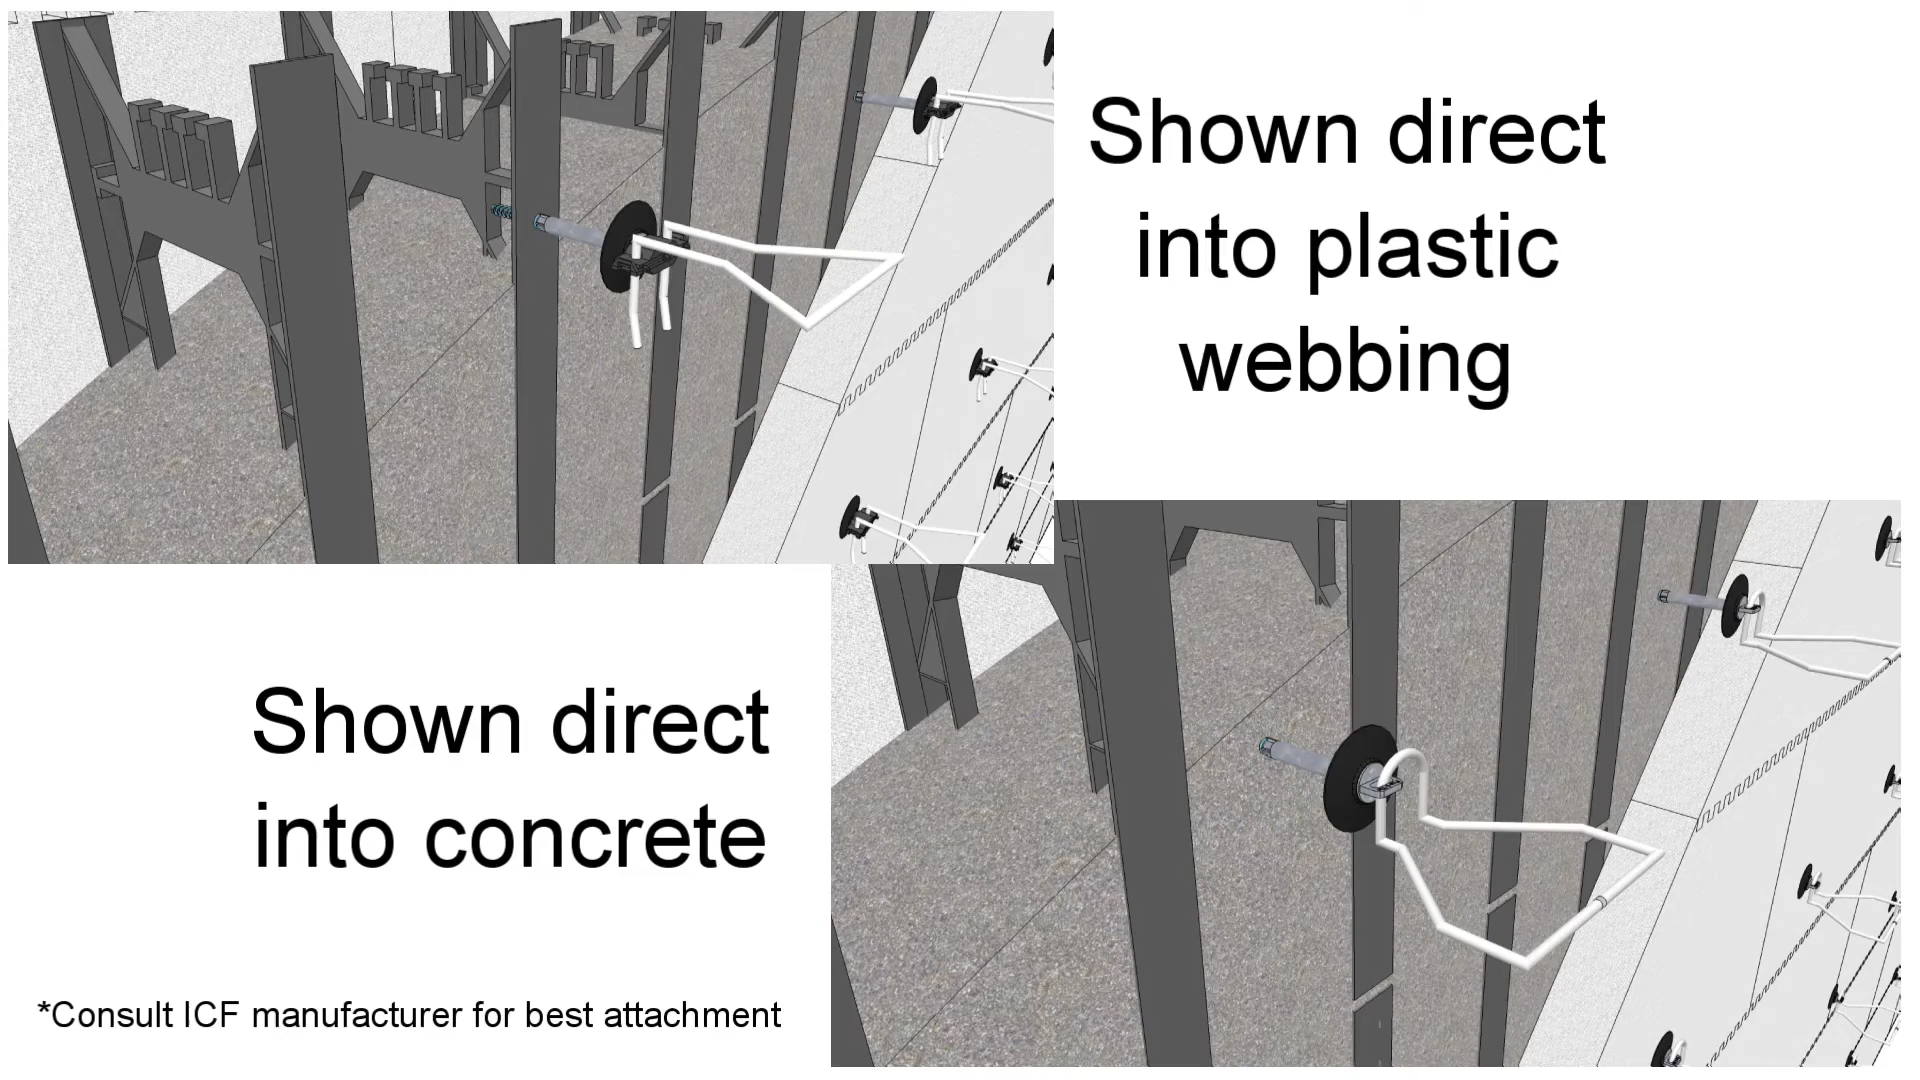 Shown direct
into plastic
webbing
Shown direct
into concrete
*Consult ICF manufacturer for best attachment